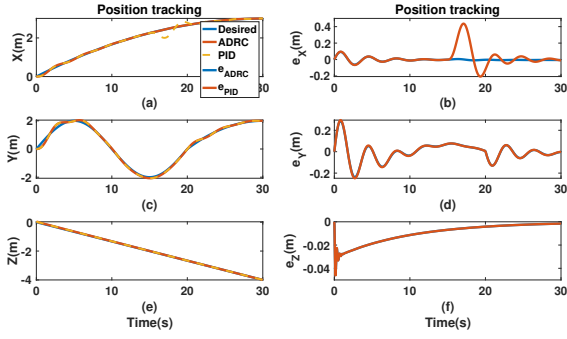 Position tracking
X(m)
2
0
0
10
20
30
(a)
Desired
ADRC
PID
e_ADRC
e_PID
Position tracking
e_X(m)
0.4
0.2
0
-0.2
0
10
20
30
(b)
Y(m)
2
0
-2
0
10
20
30
(c)
e_Y(m)
0.2
0
-0.2
0
10
20
30
(d)
Z(m)
0
-2
-4
0
10
20
30
(e)
Time(s)
e_Z(m)
0
-0.02
-0.04
0
10
20
30
(f)
Time(s)